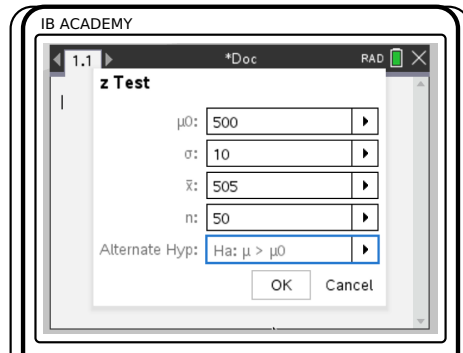 IB ACADEMY
1.1 *Doc RAD
z Test
μ0: 500
σ: 10
x̄: 505
n: 50
Alternate Hyp: Ha: μ > μ0
OK Cancel